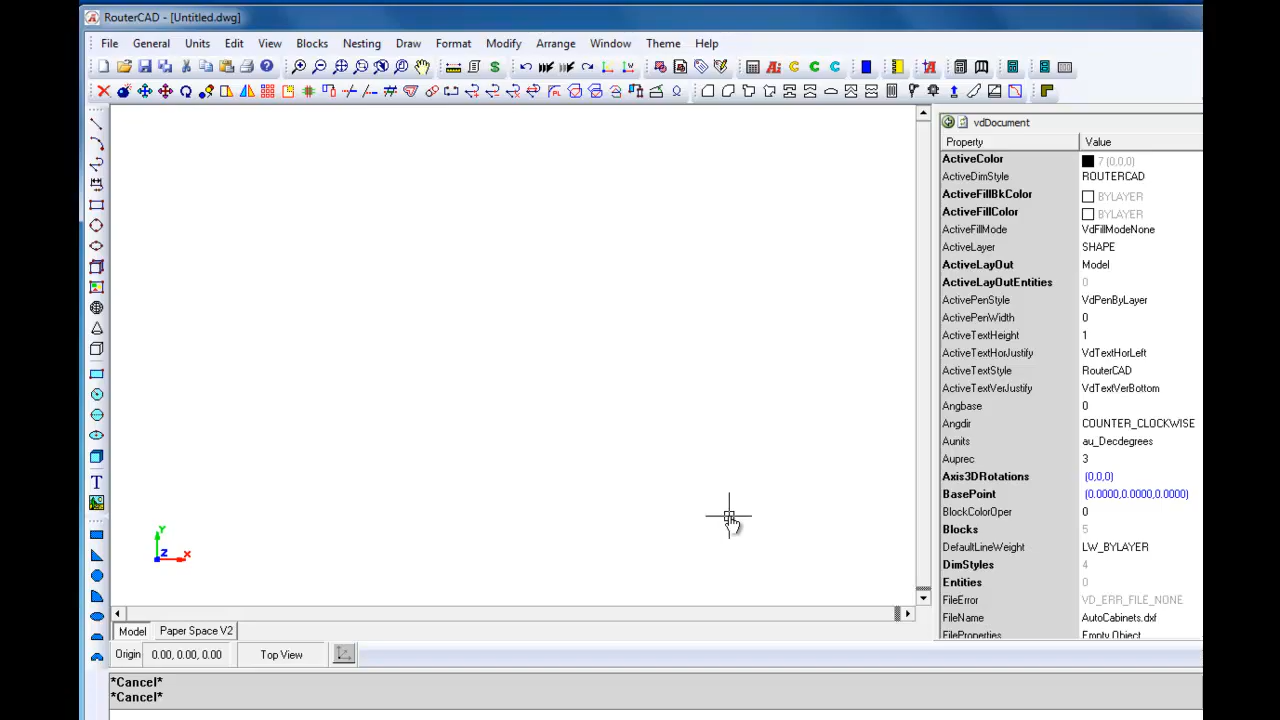 RouterCAD - [Untitled.dwg]
File General Units Edit View Blocks Nesting Draw Format Modify Arrange Window Theme Help
vdDocument
Property Value
ActiveColor 7 (0,0,0)
ActiveDimStyle ROUTERCAD
ActiveFillBkColor BYLAYER
ActiveFillColor BYLAYER
ActiveFillMode VdFillModeNone
ActiveLayer SHAPE
ActiveLayOut Model
ActiveLayOutEntities 0
ActivePenStyle VdPenByLayer
ActivePenWidth 0
ActiveTextHeight 1
ActiveTextHorJustify VdTextHorLeft
ActiveTextStyle RouterCAD
ActiveTextVerJustify VdTextVerBottom
Angbase 0
Angdir COUNTER_CLOCKWISE
Aunits au_Decdegrees
Auprec 3
Axis3DRotations (0,0,0)
BasePoint (0.0000,0.0000,0.0000)
BlockColorOper 0
Blocks 5
DefaultLineWeight LW_BYLAYER
DimStyles 4
Entities 0
FileError VD_ERR_FILE_NONE
FileName AutoCabinets.dxf
FileProperties Empty Object
T
Y
Z X
Model Paper Space V2
Origin 0.00, 0.00, 0.00 Top View
*Cancel*
*Cancel*